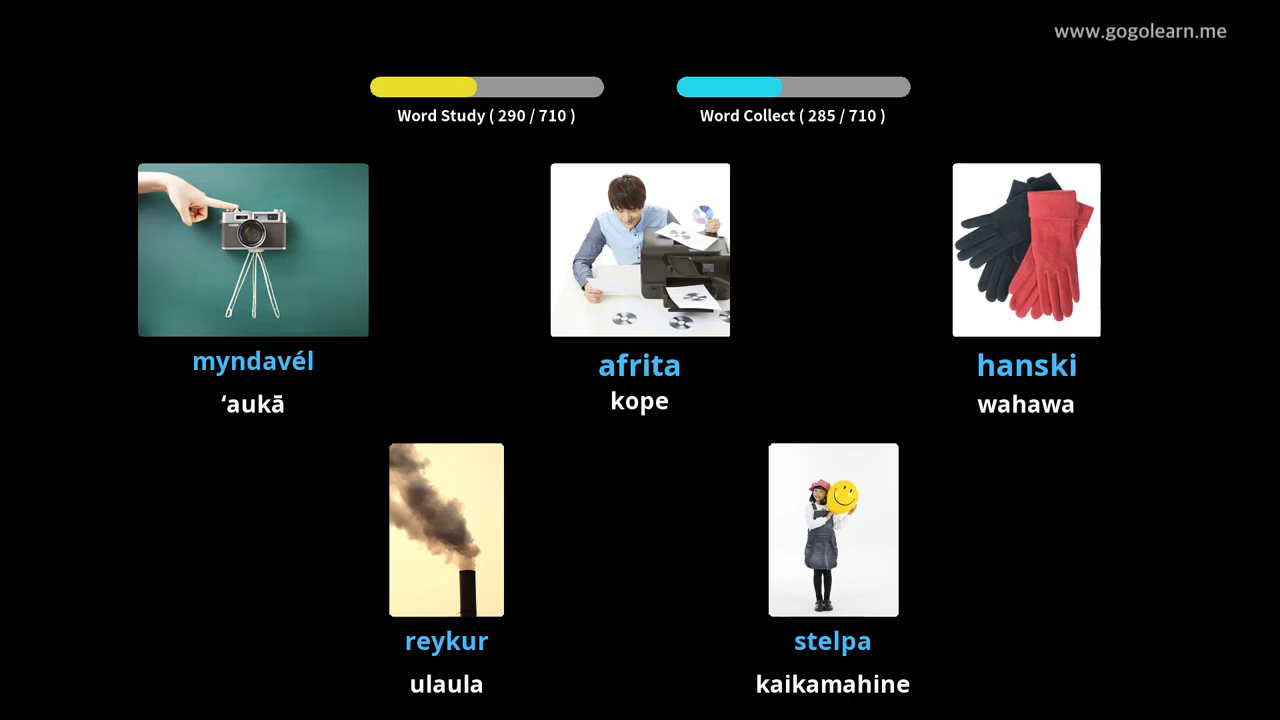 www.gogolearn.me
Word Study ( 290 / 710 )
Word Collect ( 285 / 710 )
myndavél
ʻaukā
afrita
kope
hanski
wahawa
reykur
ulaula
stelpa
kaikamahine